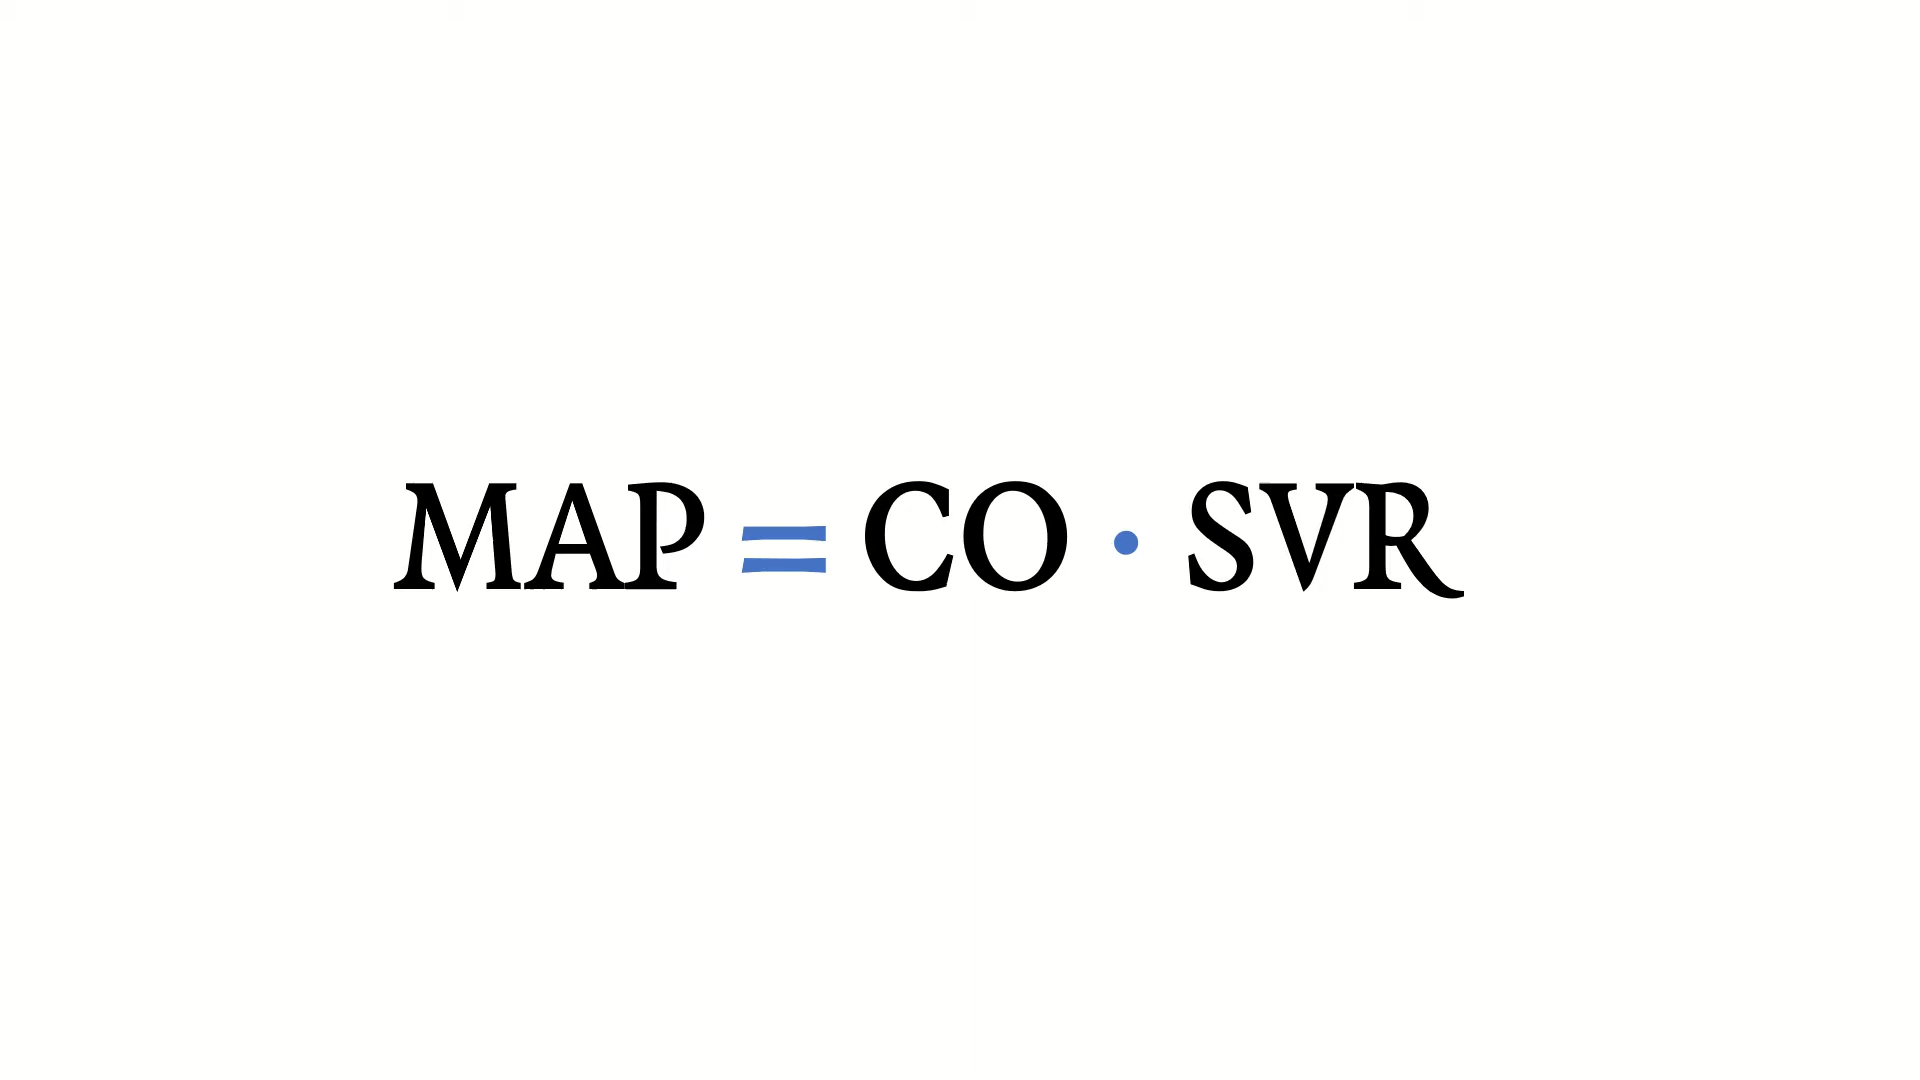 MAP = CO · SVR